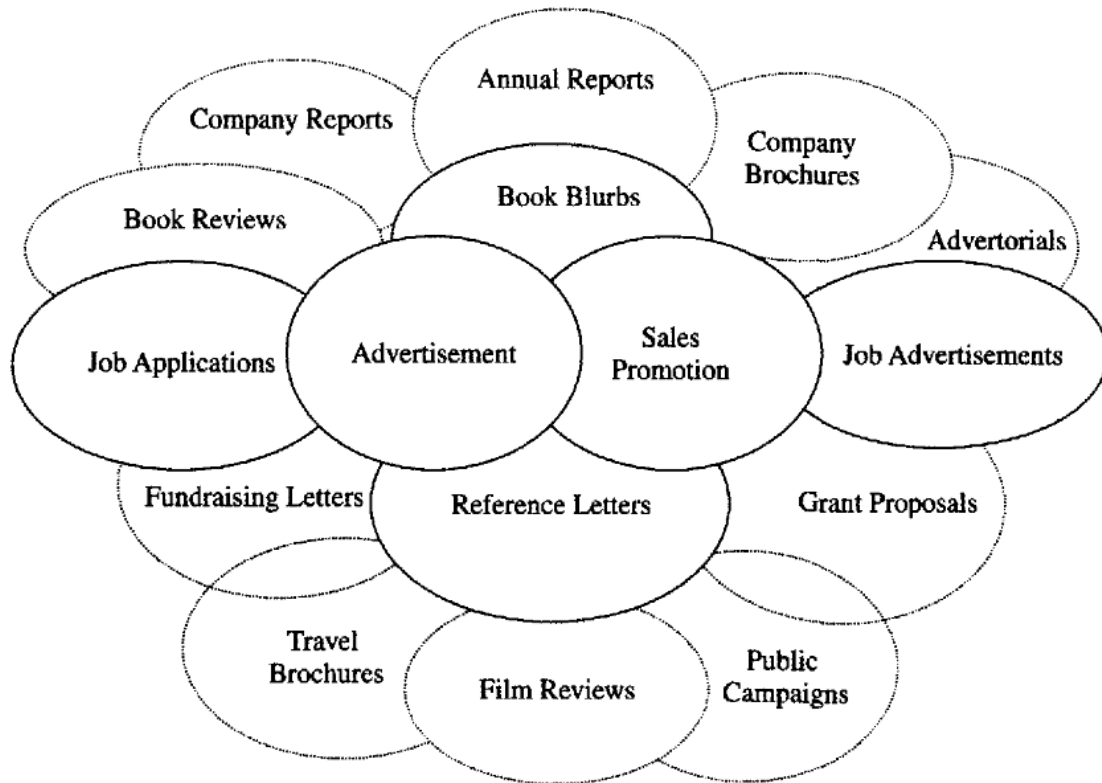 Annual Reports
Company Reports
Company
Brochures
Book Blurbs
Book Reviews
Advertorials
Job Applications
Advertisement
Sales
Promotion
Job Advertisements
Fundraising Letters
Reference Letters
Grant Proposals
Travel
Brochures
Film Reviews
Public
Campaigns